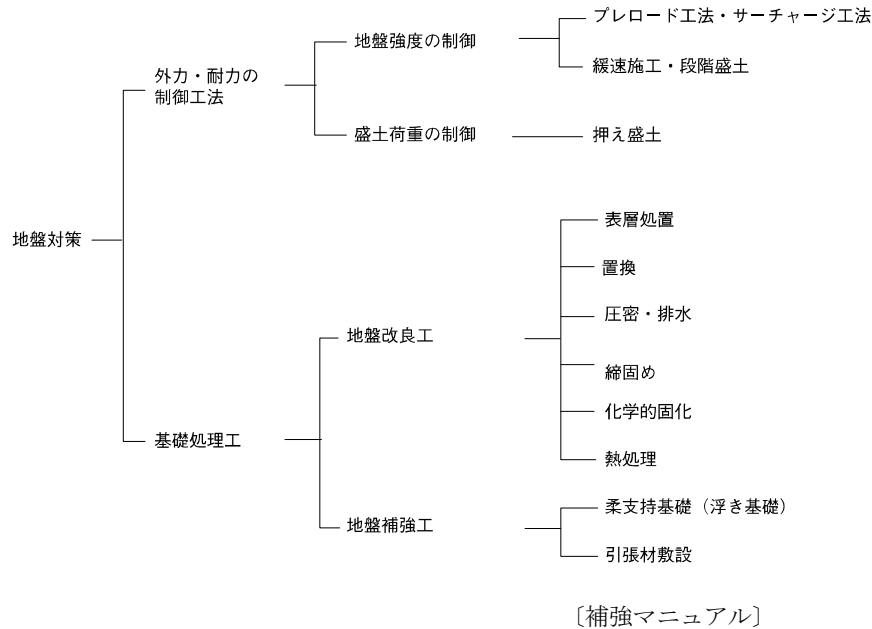 プレロード工法・サーチャージ工法
地盤強度の制御
緩速施工・段階盛土
外力・耐力の
制御工法
盛土荷重の制御
押え盛土
地盤対策
表層処置
置換
圧密・排水
地盤改良工
締固め
化学的固化
基礎処理工
熱処理
柔支持基礎（浮き基礎）
地盤補強工
引張材敷設
〔補強マニュアル〕